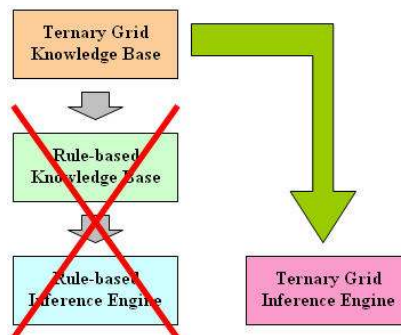 Ternary Grid
Knowledge Base
Rule-based
Knowledge Base
Rule-based
Inference Engine
Ternary Grid
Inference Engine